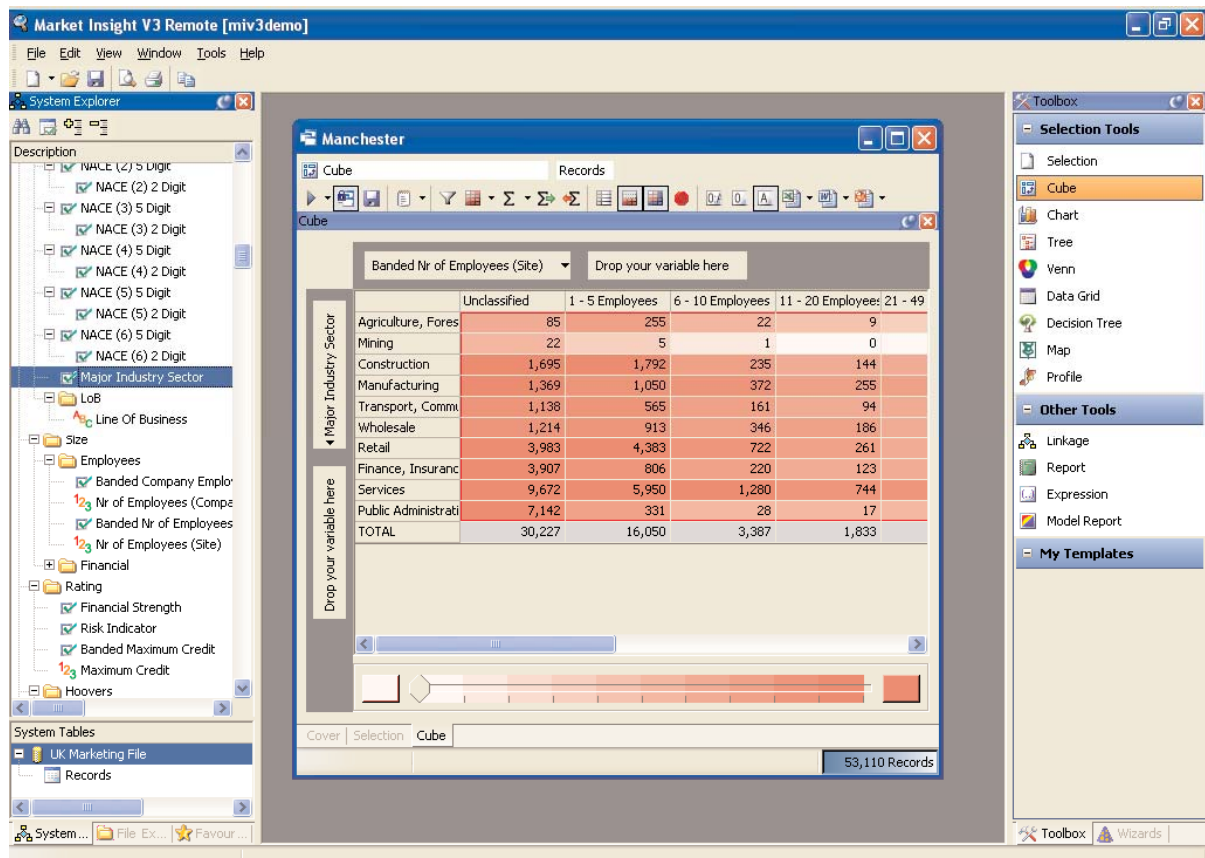 Market Insight V3 Remote [miv3demo]
File Edit View Window Tools Help
System Explorer
Description
NACE (2) 5 Digit
NACE (2) 2 Digit
NACE (3) 5 Digit
NACE (3) 2 Digit
NACE (4) 5 Digit
NACE (4) 2 Digit
NACE (5) 5 Digit
NACE (5) 2 Digit
NACE (6) 5 Digit
NACE (6) 2 Digit
Major Industry Sector
LoB
Line Of Business
Size
Employees
Banded Company Emplo
Nr of Employees (Compa
Banded Nr of Employees
Nr of Employees (Site)
Financial
Rating
Financial Strength
Risk Indicator
Banded Maximum Credit
Maximum Credit
Hoovers
System Tables
UK Marketing File
Records
System ... File Ex... Favour ...
Manchester
Cube Records
Cube
Banded Nr of Employees (Site) Drop your variable here
Major Industry Sector
Drop your variable here
Unclassified 1 - 5 Employees 6 - 10 Employees 11 - 20 Employees 21 - 49
Agriculture, Fores 85 255 22 9
Mining 22 5 1 0
Construction 1,695 1,792 235 144
Manufacturing 1,369 1,050 372 255
Transport, Commu 1,138 565 161 94
Wholesale 1,214 913 346 186
Retail 3,983 4,383 722 261
Finance, Insuranc 3,907 806 220 123
Services 9,672 5,950 1,280 744
Public Administrati 7,142 331 28 17
TOTAL 30,227 16,050 3,387 1,833
Cover Selection Cube
53,110 Records
Toolbox
Selection Tools
Selection
Cube
Chart
Tree
Venn
Data Grid
Decision Tree
Map
Profile
Other Tools
Linkage
Report
Expression
Model Report
My Templates
Toolbox Wizards